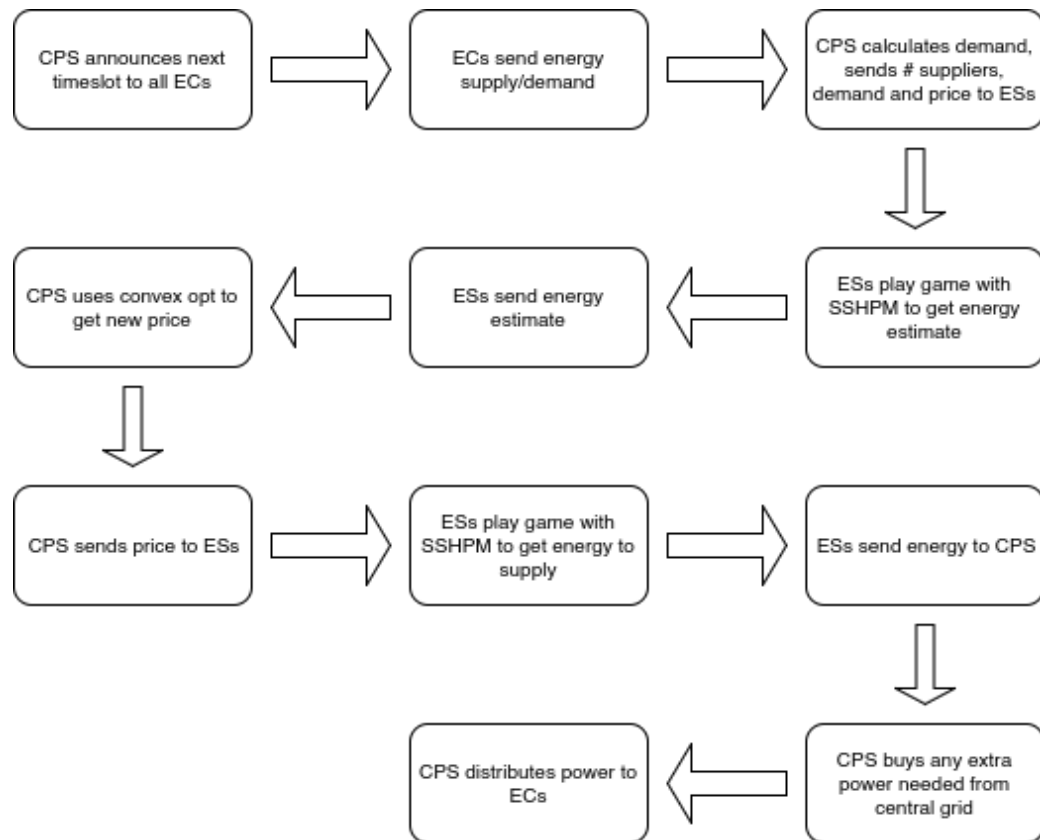 CPS announces next
timeslot to all ECs
ECs send energy
supply/demand
CPS calculates demand,
sends # suppliers,
demand and price to ESs
ESs play game with
SSHPM to get energy
estimate
ESs send energy
estimate
CPS uses convex opt to
get new price
CPS sends price to ESs
ESs play game with
SSHPM to get energy to
supply
ESs send energy to CPS
CPS buys any extra
power needed from
central grid
CPS distributes power to
ECs